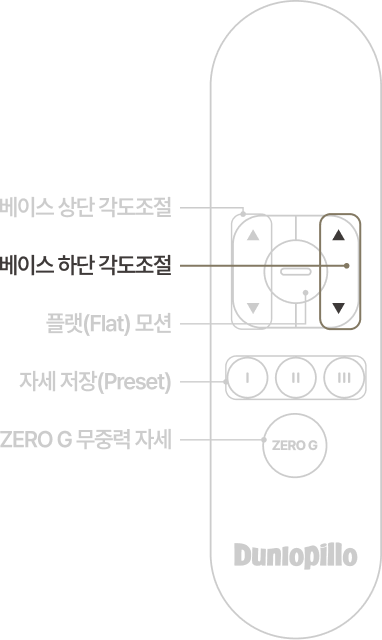 베이스 상단 각도조절
베이스 하단 각도조절
플랫(Flat) 모션
자세 저장(Preset)
I II III
ZERO G 무중력 자세
ZERO G
Dunlopillo